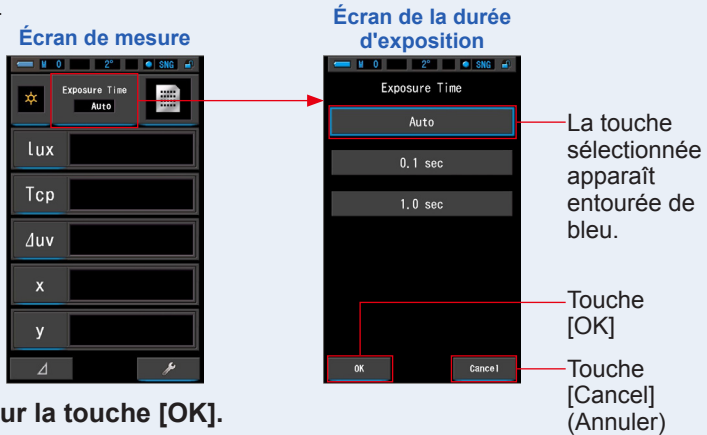 Écran de mesure
M 0 2° SNG
Exposure Time
Auto
lux
Tcp
⊿uv
x
y
⊿
Écran de la durée
d'exposition
M 0 2° SNG
Exposure Time
Auto
0.1 sec
1.0 sec
OK
Cancel
La touche
sélectionnée
apparaît
entourée de
bleu.
Touche
[OK]
Touche
[Cancel]
(Annuler)
ur la touche [OK].